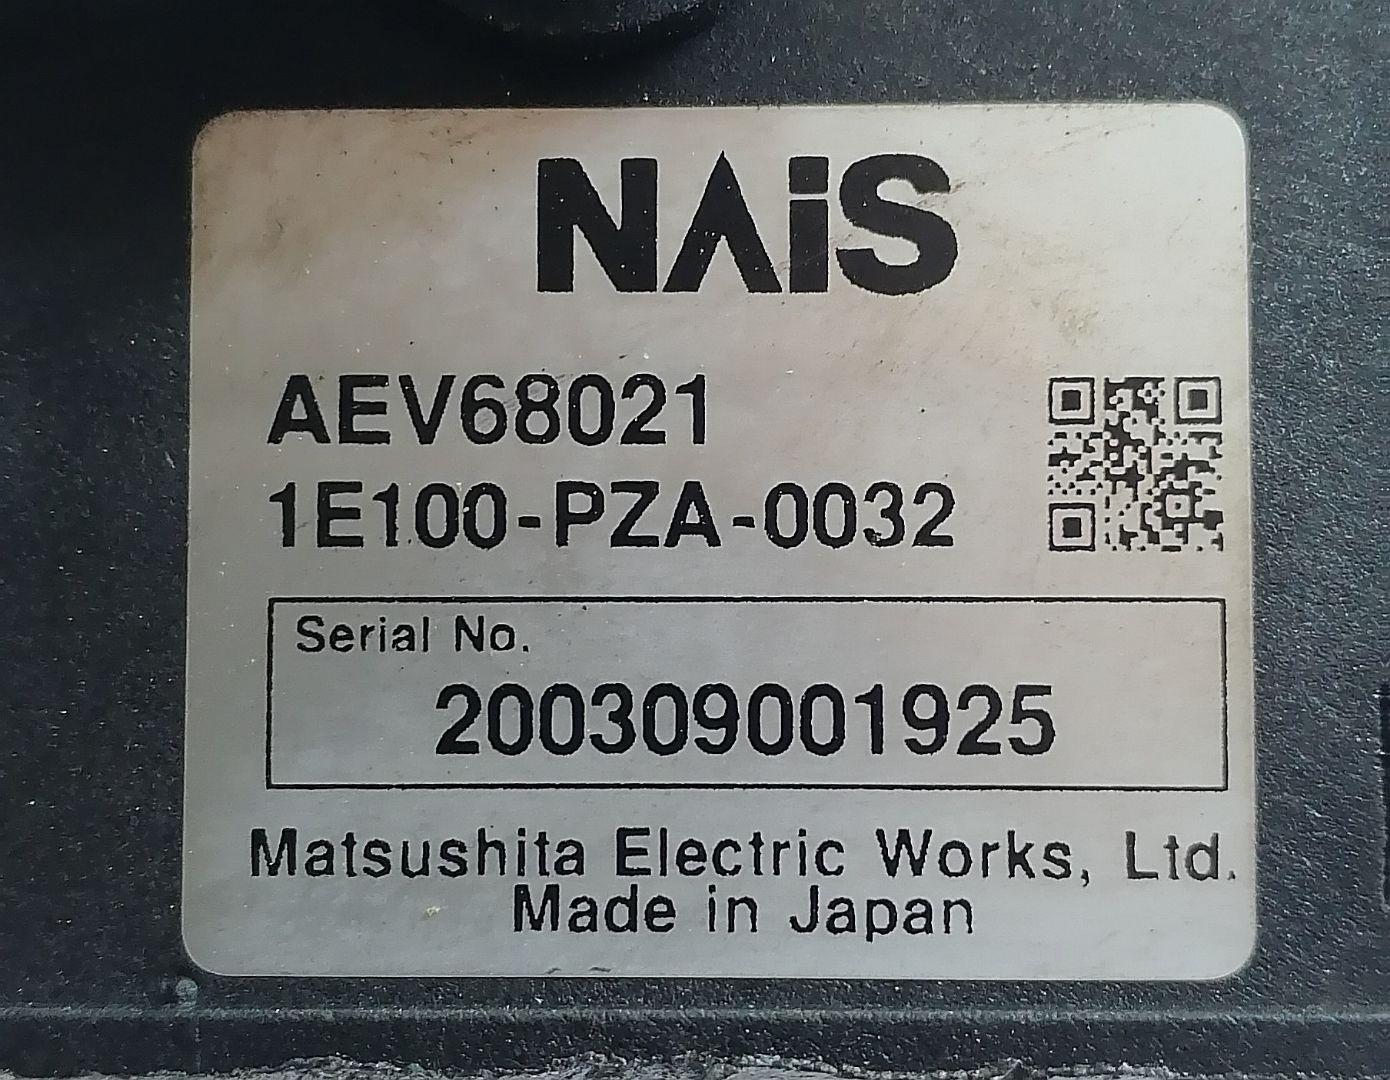 NAiS
AEV68021
1E100-PZA-0032
Serial No.
200309001925
Matsushita Electric Works, Ltd.
Made in Japan